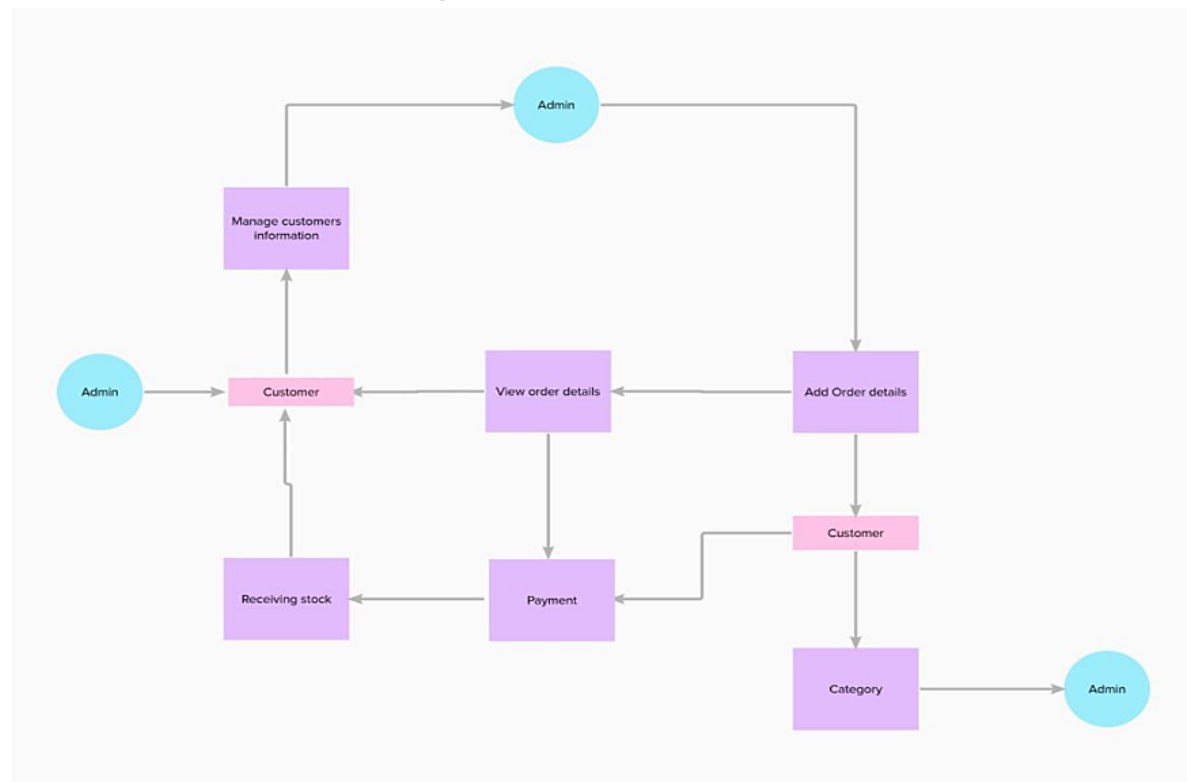 Admin
Manage customers
information
Admin
Customer
View order details
Add Order details
Customer
Receiving stock
Payment
Category
Admin